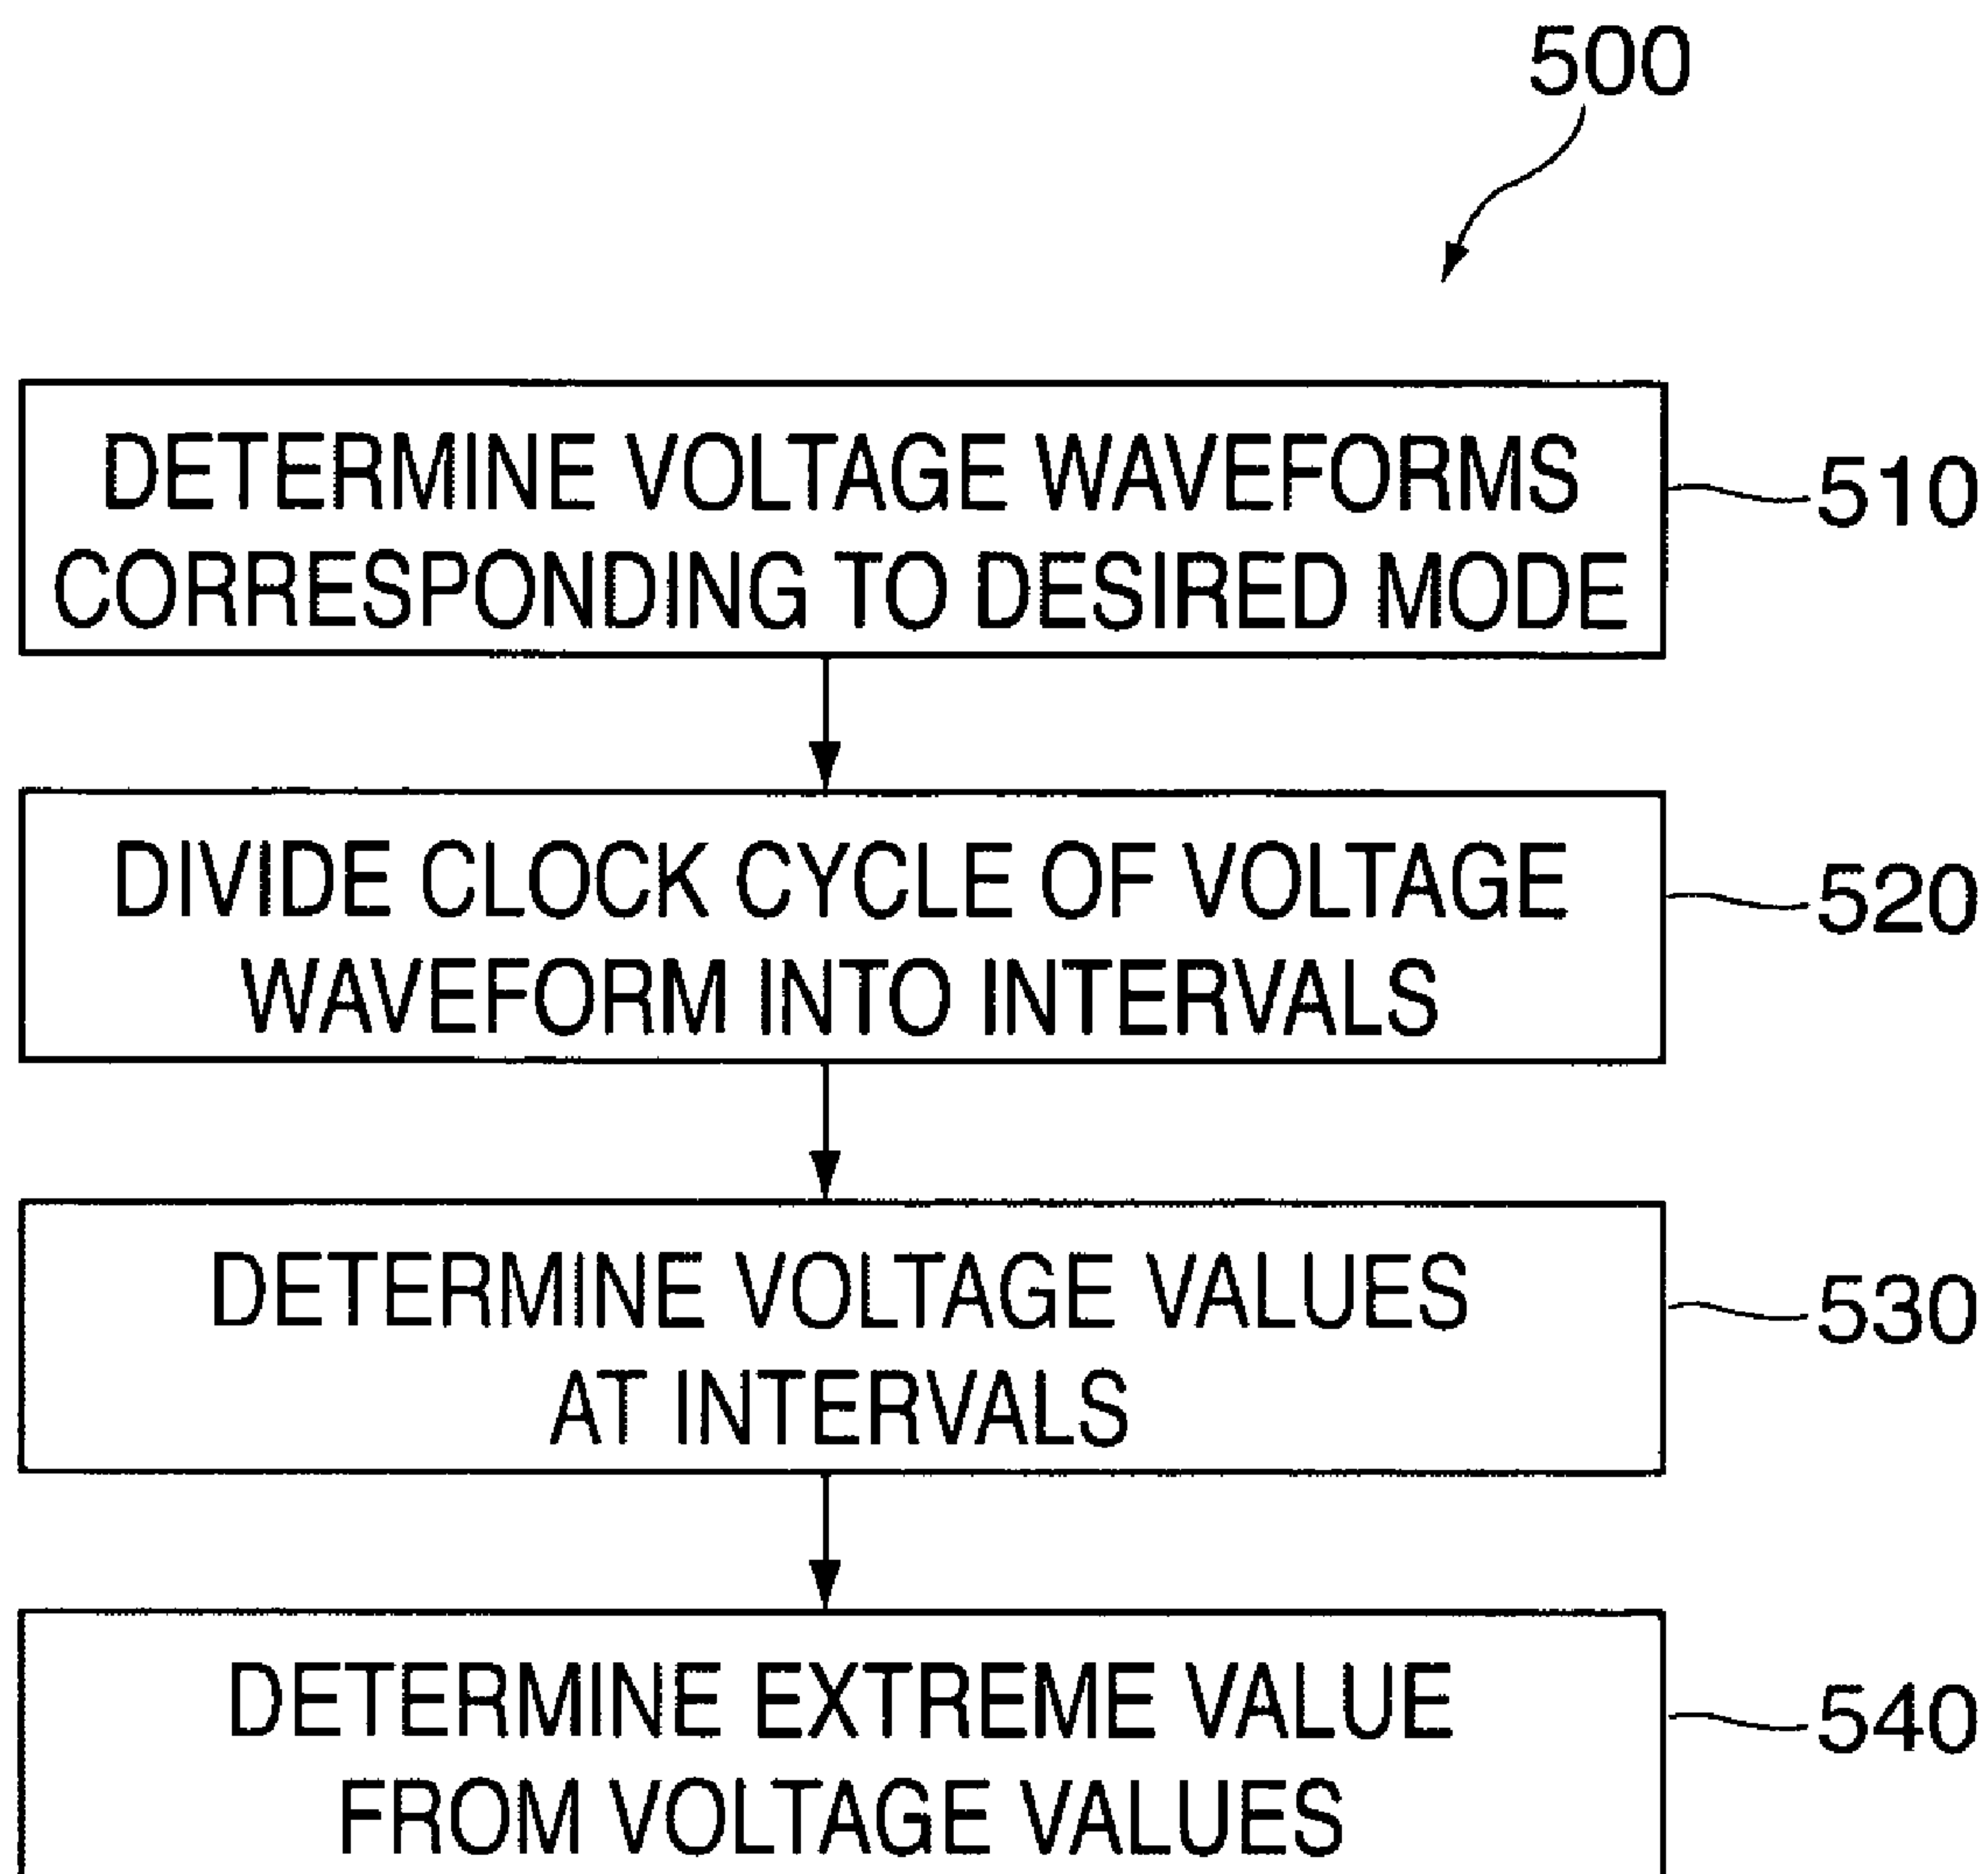 500
DETERMINE VOLTAGE WAVEFORMS
CORRESPONDING TO DESIRED MODE
510
DIVIDE CLOCK CYCLE OF VOLTAGE
WAVEFORM INTO INTERVALS
520
DETERMINE VOLTAGE VALUES
AT INTERVALS
530
DETERMINE EXTREME VALUE
FROM VOLTAGE VALUES
540